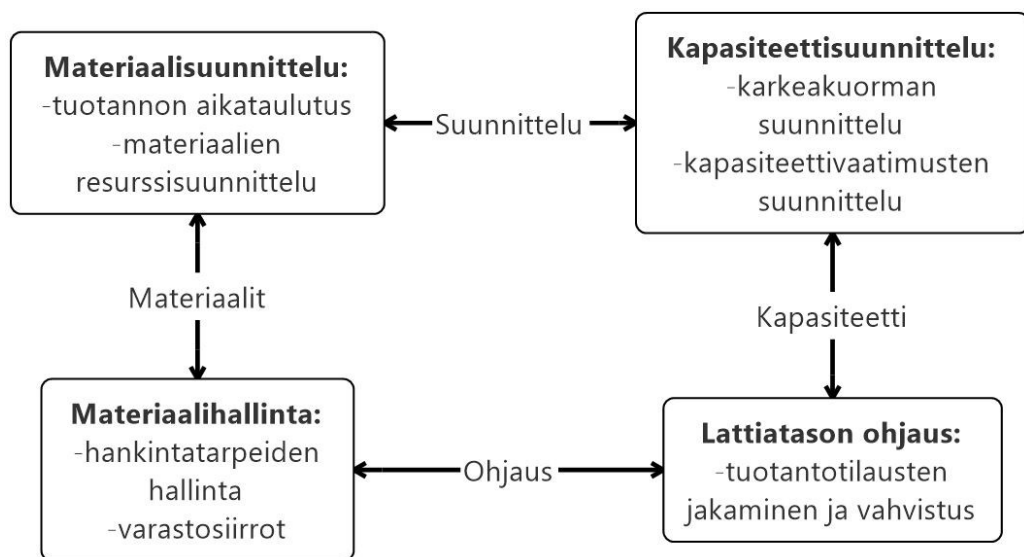 Materiaalisuunnittelu:
-tuotannon aikataulutus
-materiaalien
resurssisuunnittelu
Suunnittelu
Kapasiteettisuunnittelu:
-karkeakuorman
suunnittelu
-kapasiteettivaatimusten
suunnittelu
Materiaalit
Kapasiteetti
Materiaalihallinta:
-hankintatarpeiden
hallinta
-varastosiirrot
Ohjaus
Lattiatason ohjaus:
-tuotantotilausten
jakaminen ja vahvistus